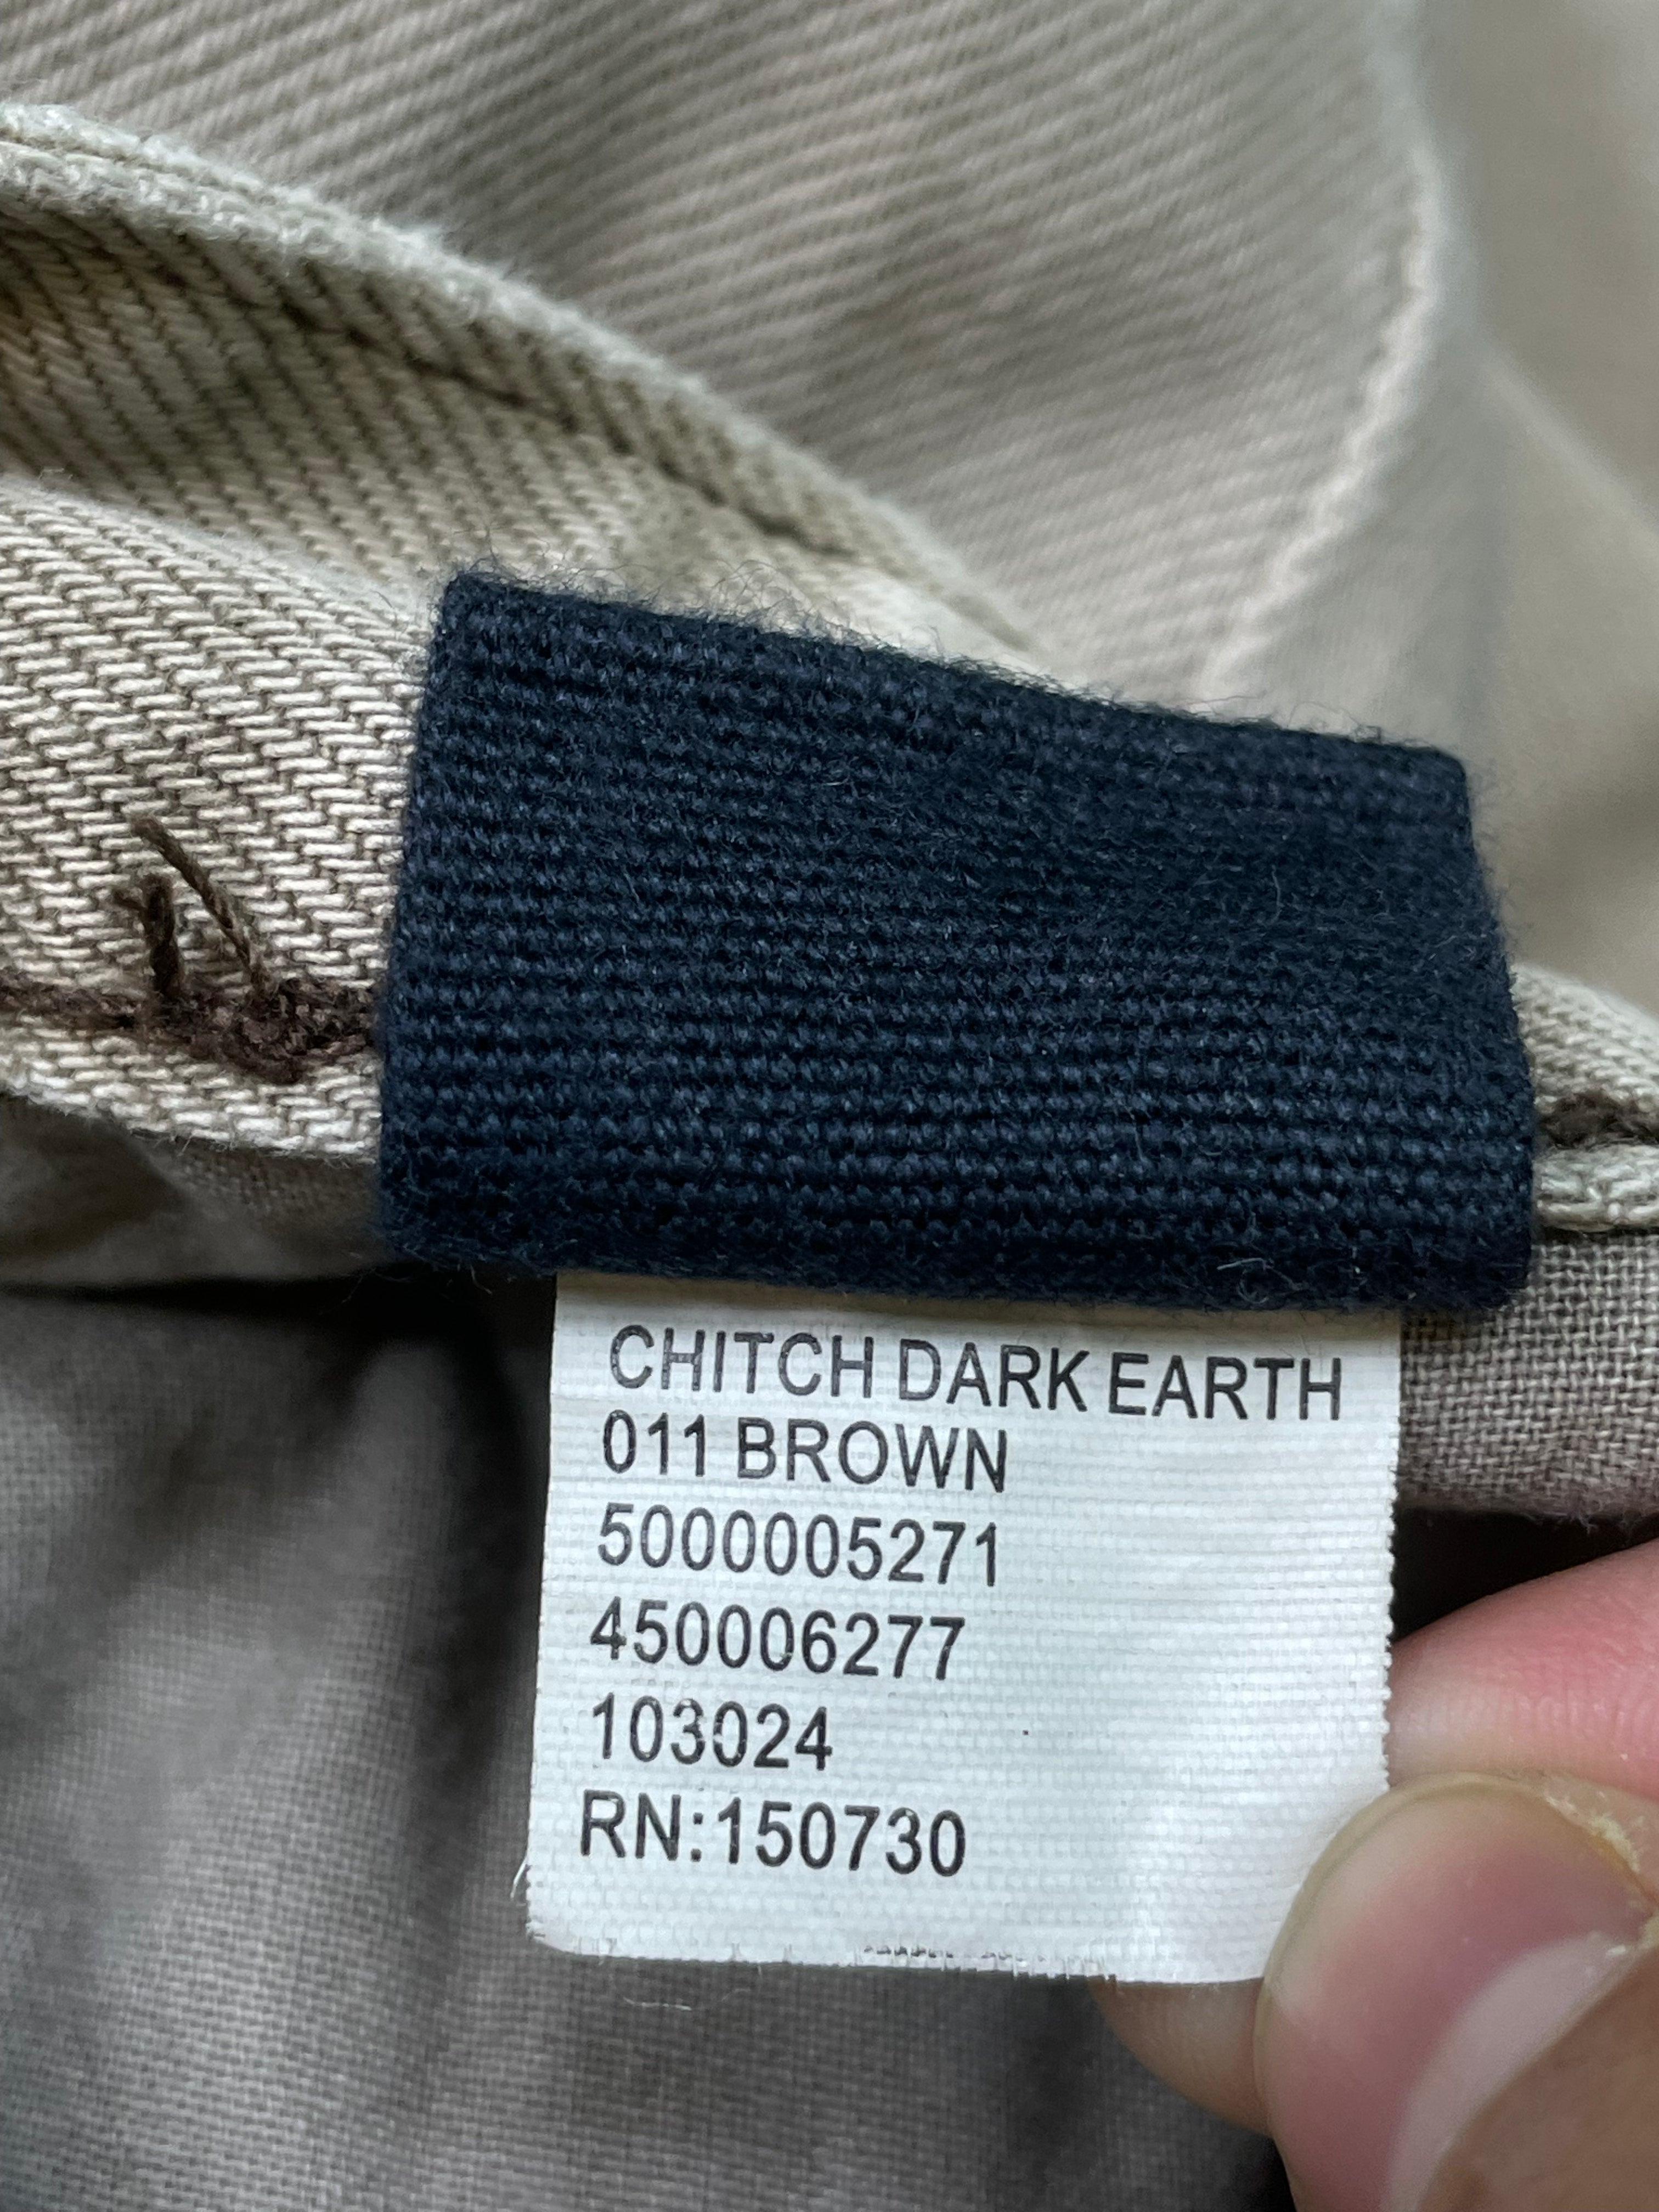 CHITCH DARK EARTH
011 BROWN
5000005271
450006277
103024
RN:150730